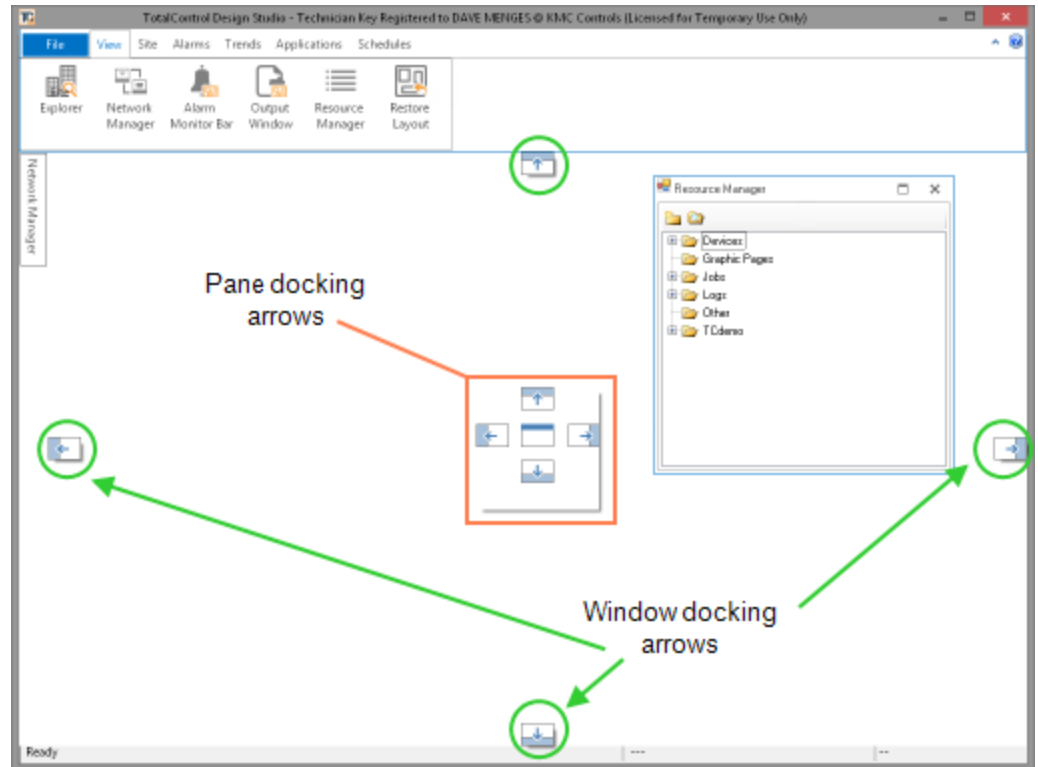 TotalControl Design Studio - Technician Key Registered to DAVE MENGES @ KMC Controls (Licensed for Temporary Use Only)
File View Site Alarms Trends Applications Schedules
Explorer
Network
Manager
Alarm
Monitor Bar
Output
Window
Resource
Manager
Restore
Layout
Network Manager
Resource Manager
Devices
Graphic Pages
Jobs
Logs
Other
TCdemo
Pane docking
arrows
Window docking
arrows
Ready
---
--